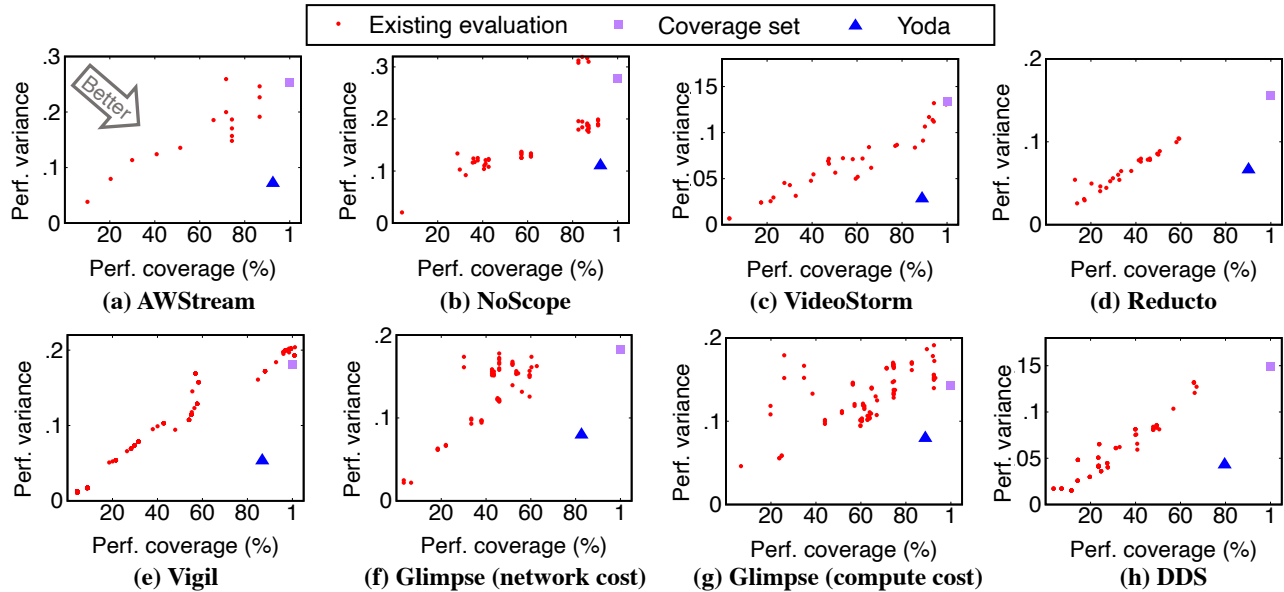 Existing evaluation Coverage set Yoda
Better
.3
.2
.1
0
20 40 60 80 1
Perf. variance
Perf. coverage (%)
(a) AWStream
.3
.2
.1
0
20 40 60 80 1
Perf. variance
Perf. coverage (%)
(b) NoScope
.15
.1
.05
0
20 40 60 80 1
Perf. variance
Perf. coverage (%)
(c) VideoStorm
.2
.1
0
20 40 60 80 1
Perf. variance
Perf. coverage (%)
(d) Reducto
.2
.1
0
20 40 60 80 1
Perf. variance
Perf. coverage (%)
(e) Vigil
.2
.1
0
20 40 60 80 1
Perf. variance
Perf. coverage (%)
(f) Glimpse (network cost)
.2
.1
0
20 40 60 80 1
Perf. variance
Perf. coverage (%)
(g) Glimpse (compute cost)
.15
.1
.05
0
20 40 60 80 1
Perf. variance
Perf. coverage (%)
(h) DDS